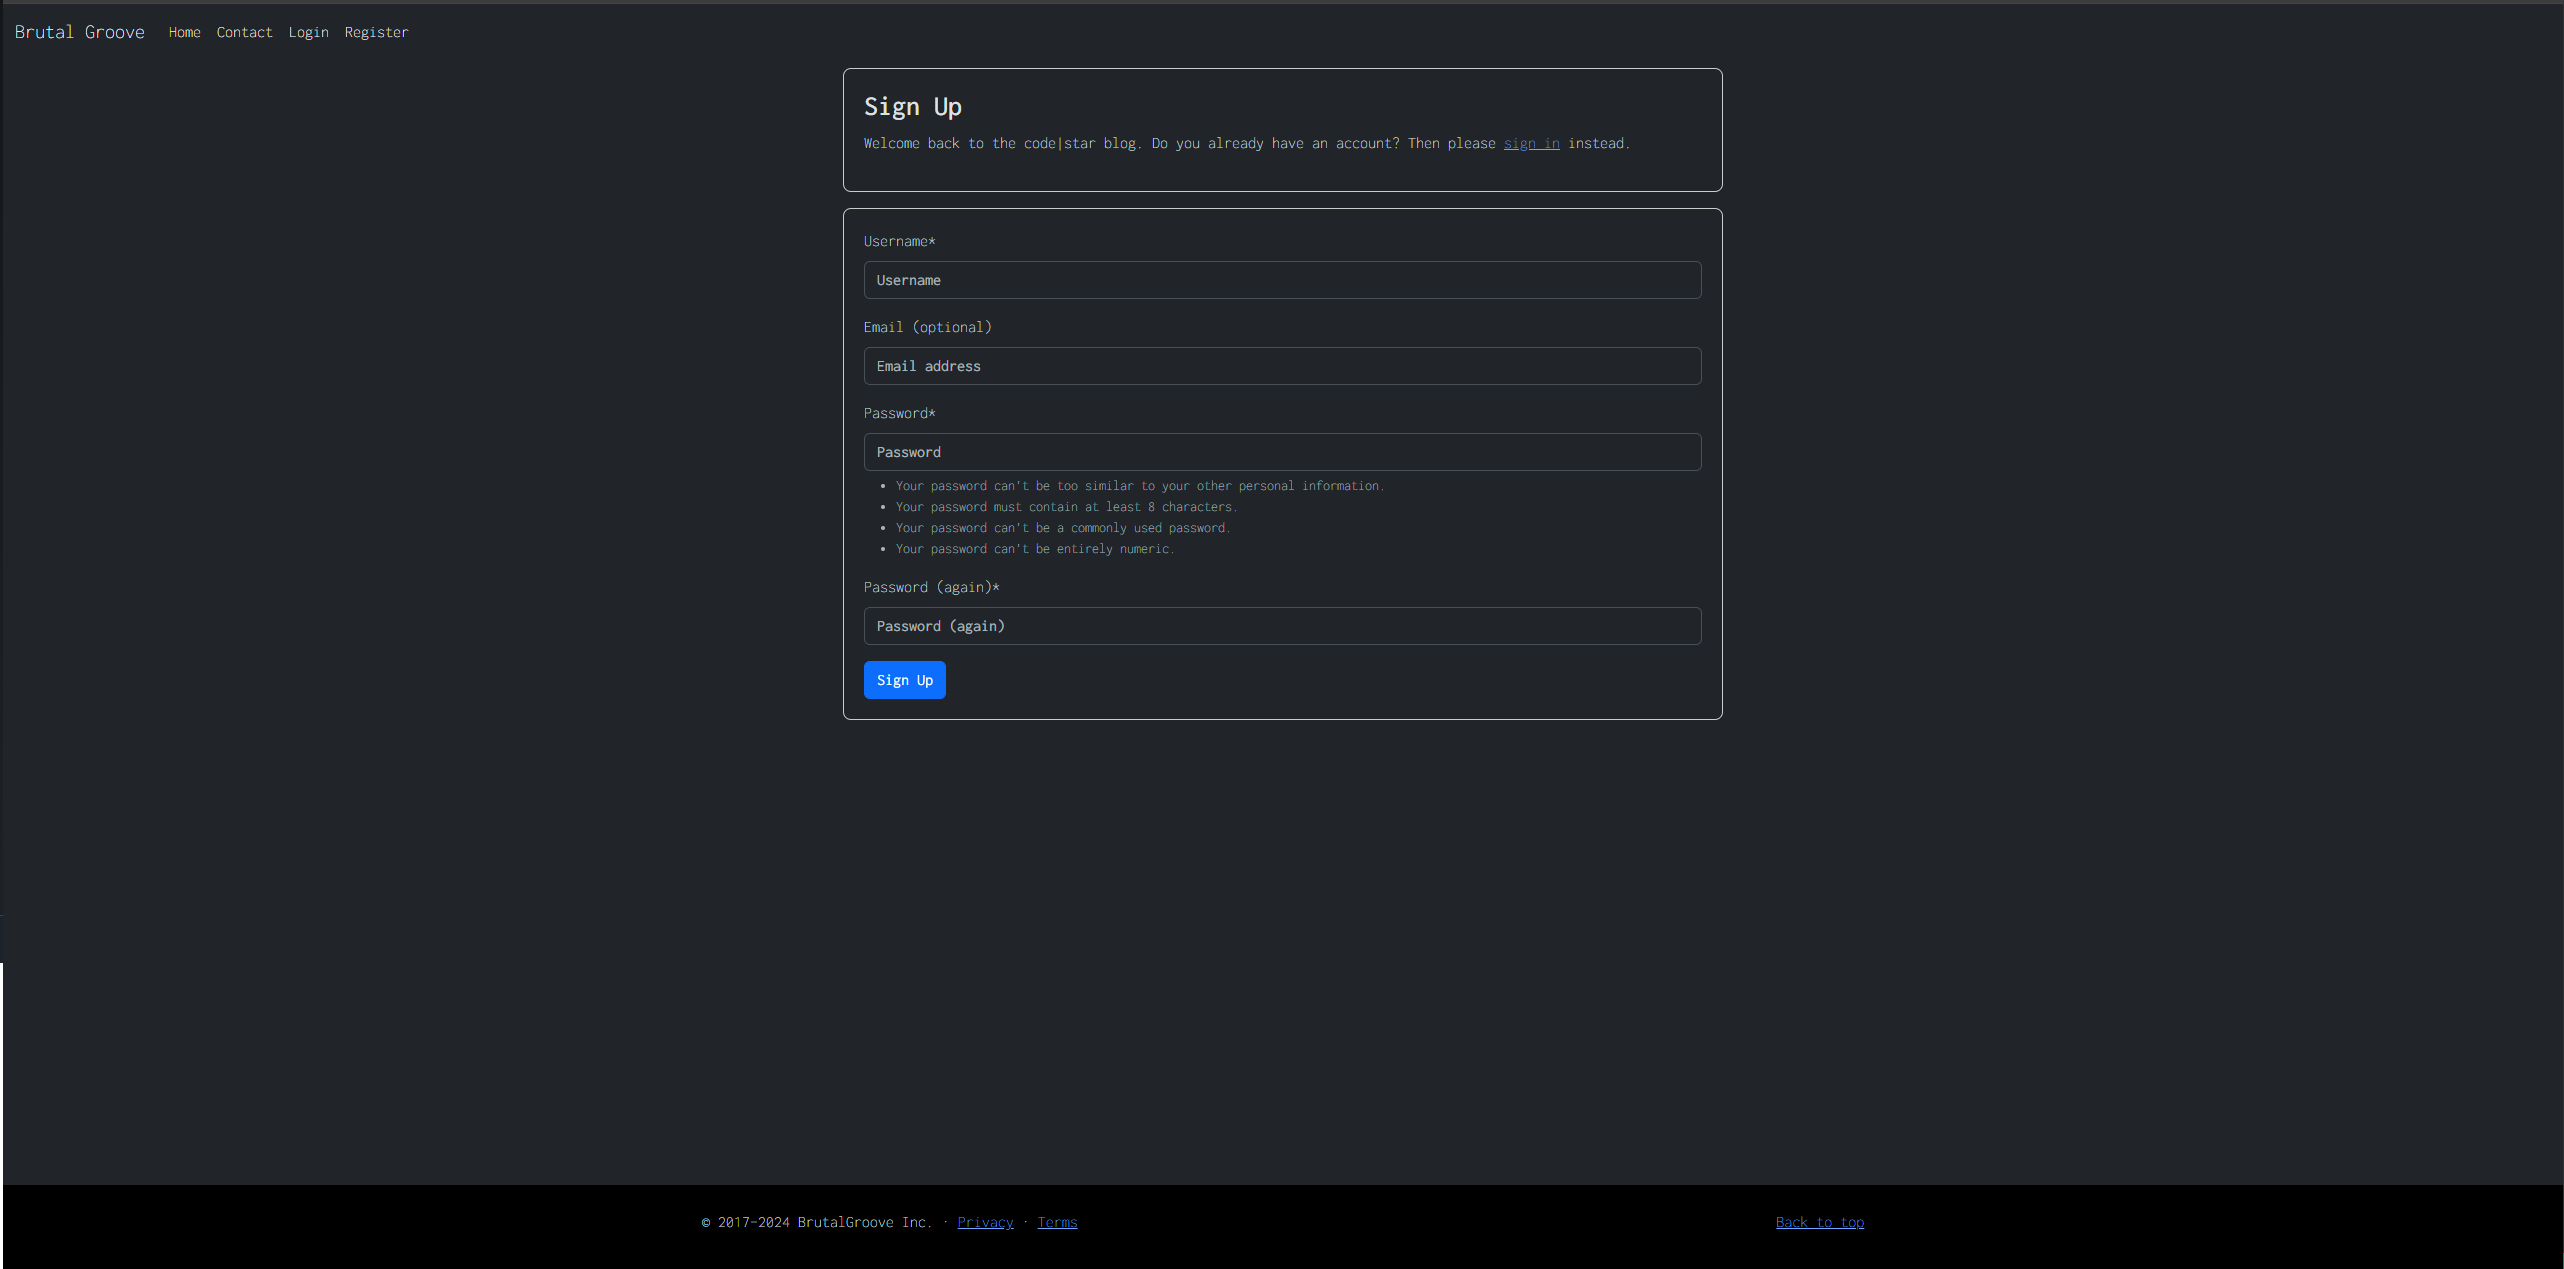 Brutal Groove Home Contact Login Register
Sign Up
Welcome back to the code|star blog. Do you already have an account? Then please sign in instead.
Username*
Username
Email (optional)
Email address
Password*
Password
• Your password can't be too similar to your other personal information.
• Your password must contain at least 8 characters.
• Your password can't be a commonly used password.
• Your password can't be entirely numeric.
Password (again)*
Password (again)
Sign Up
© 2017–2024 BrutalGroove Inc. · Privacy · Terms
Back to top